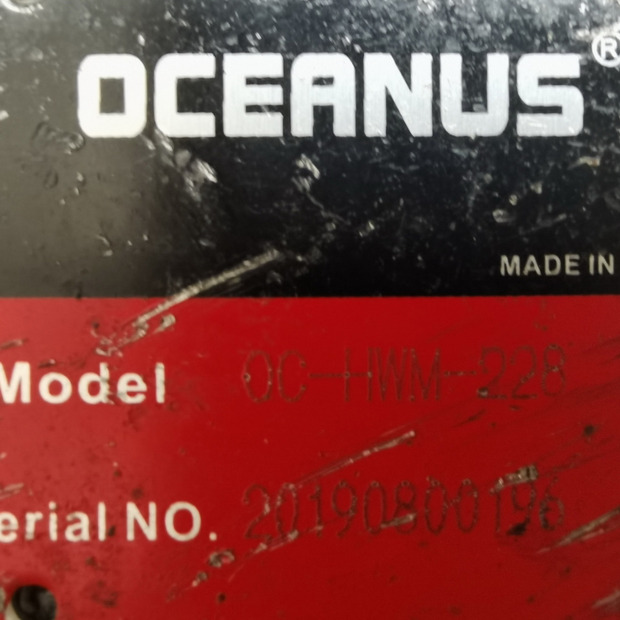 OCEANUS®
MADE IN
Model OC-HWM-228
erial NO. 20190800196